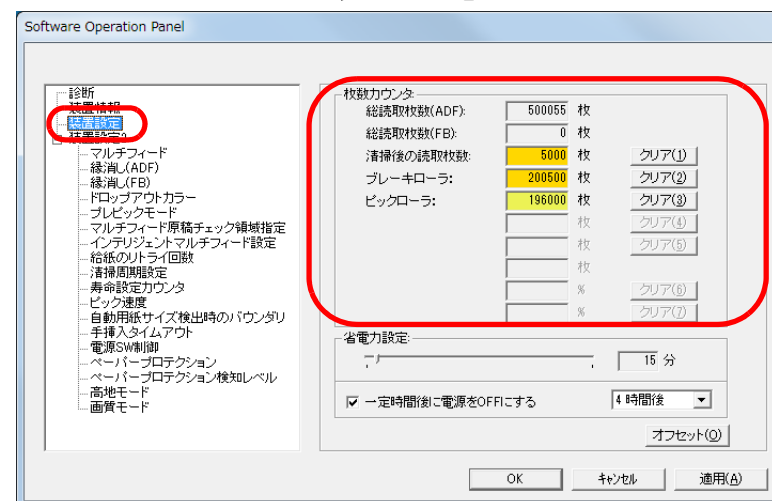 Software Operation Panel
診断
装置情報
装置設定
装置設定2
マルチフィード
縁消し(ADF)
縁消し(FB)
ドロップアウトカラー
プレピックモード
マルチフィード原稿チェック領域指定
インテリジェントマルチフィード設定
給紙のリトライ回数
清掃周期設定
寿命設定カウンタ
ピック速度
自動用紙サイズ検出時のバウンダリ
手挿入タイムアウト
電源SW制御
ペーパープロテクション
ペーパープロテクション検知レベル
高地モード
画質モード
枚数カウンタ
総読取枚数(ADF): 500055 枚
総読取枚数(FB): 0 枚
清掃後の読取枚数: 5000 枚 クリア(1)
ブレーキローラ: 200500 枚 クリア(2)
ピックローラ: 196000 枚 クリア(3)
枚 クリア(4)
枚 クリア(5)
枚
% クリア(6)
% クリア(7)
省電力設定:
15 分
一定時間後に電源をOFFにする 4 時間後
オフセット(O)
OK キャンセル 適用(A)